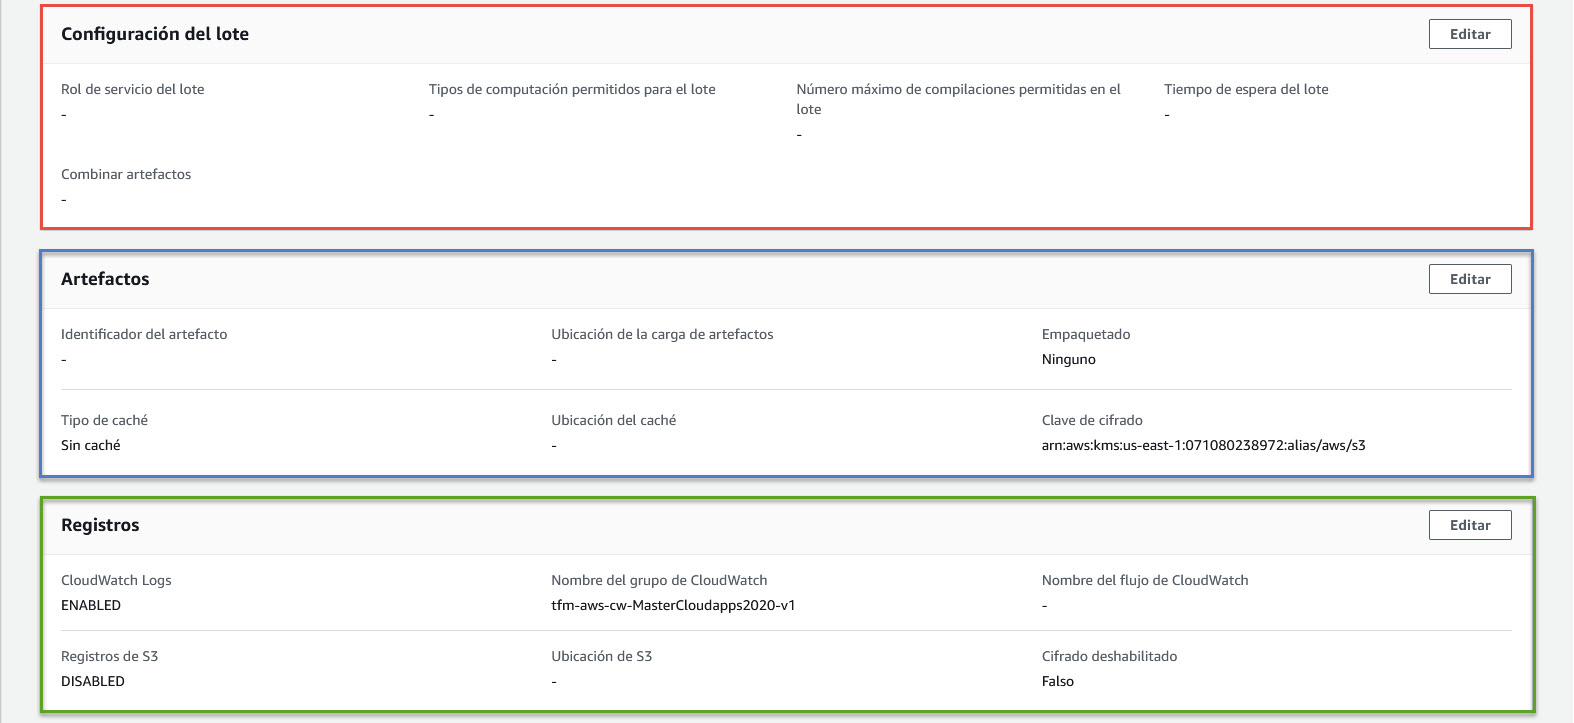 Configuración del lote
Editar
Rol de servicio del lote
-
Tipos de computación permitidos para el lote
-
Número máximo de compilaciones permitidas en el
lote
-
Tiempo de espera del lote
-
Combinar artefactos
-
Artefactos
Editar
Identificador del artefacto
-
Ubicación de la carga de artefactos
-
Empaquetado
Ninguno
Tipo de caché
Sin caché
Ubicación del caché
-
Clave de cifrado
arn:aws:kms:us-east-1:071080238972:alias/aws/s3
Registros
Editar
CloudWatch Logs
ENABLED
Nombre del grupo de CloudWatch
tfm-aws-cw-MasterCloudapps2020-v1
Nombre del flujo de CloudWatch
-
Registros de S3
DISABLED
Ubicación de S3
-
Cifrado deshabilitado
Falso